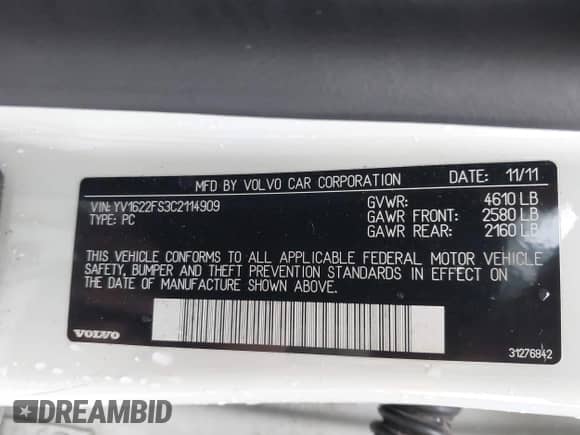 MFD BY VOLVO CAR CORPORATION DATE: 11/11
VIN: YV1622FS3C2114909 GVWR: 4610 LB
TYPE: PC GAWR FRONT: 2580 LB
GAWR REAR: 2160 LB
THIS VEHICLE CONFORMS TO ALL APPLICABLE FEDERAL MOTOR VEHICLE
SAFETY, BUMPER AND THEFT PREVENTION STANDARDS IN EFFECT ON
THE DATE OF MANUFACTURE SHOWN ABOVE.
VOLVO 31276842
DREAMBID